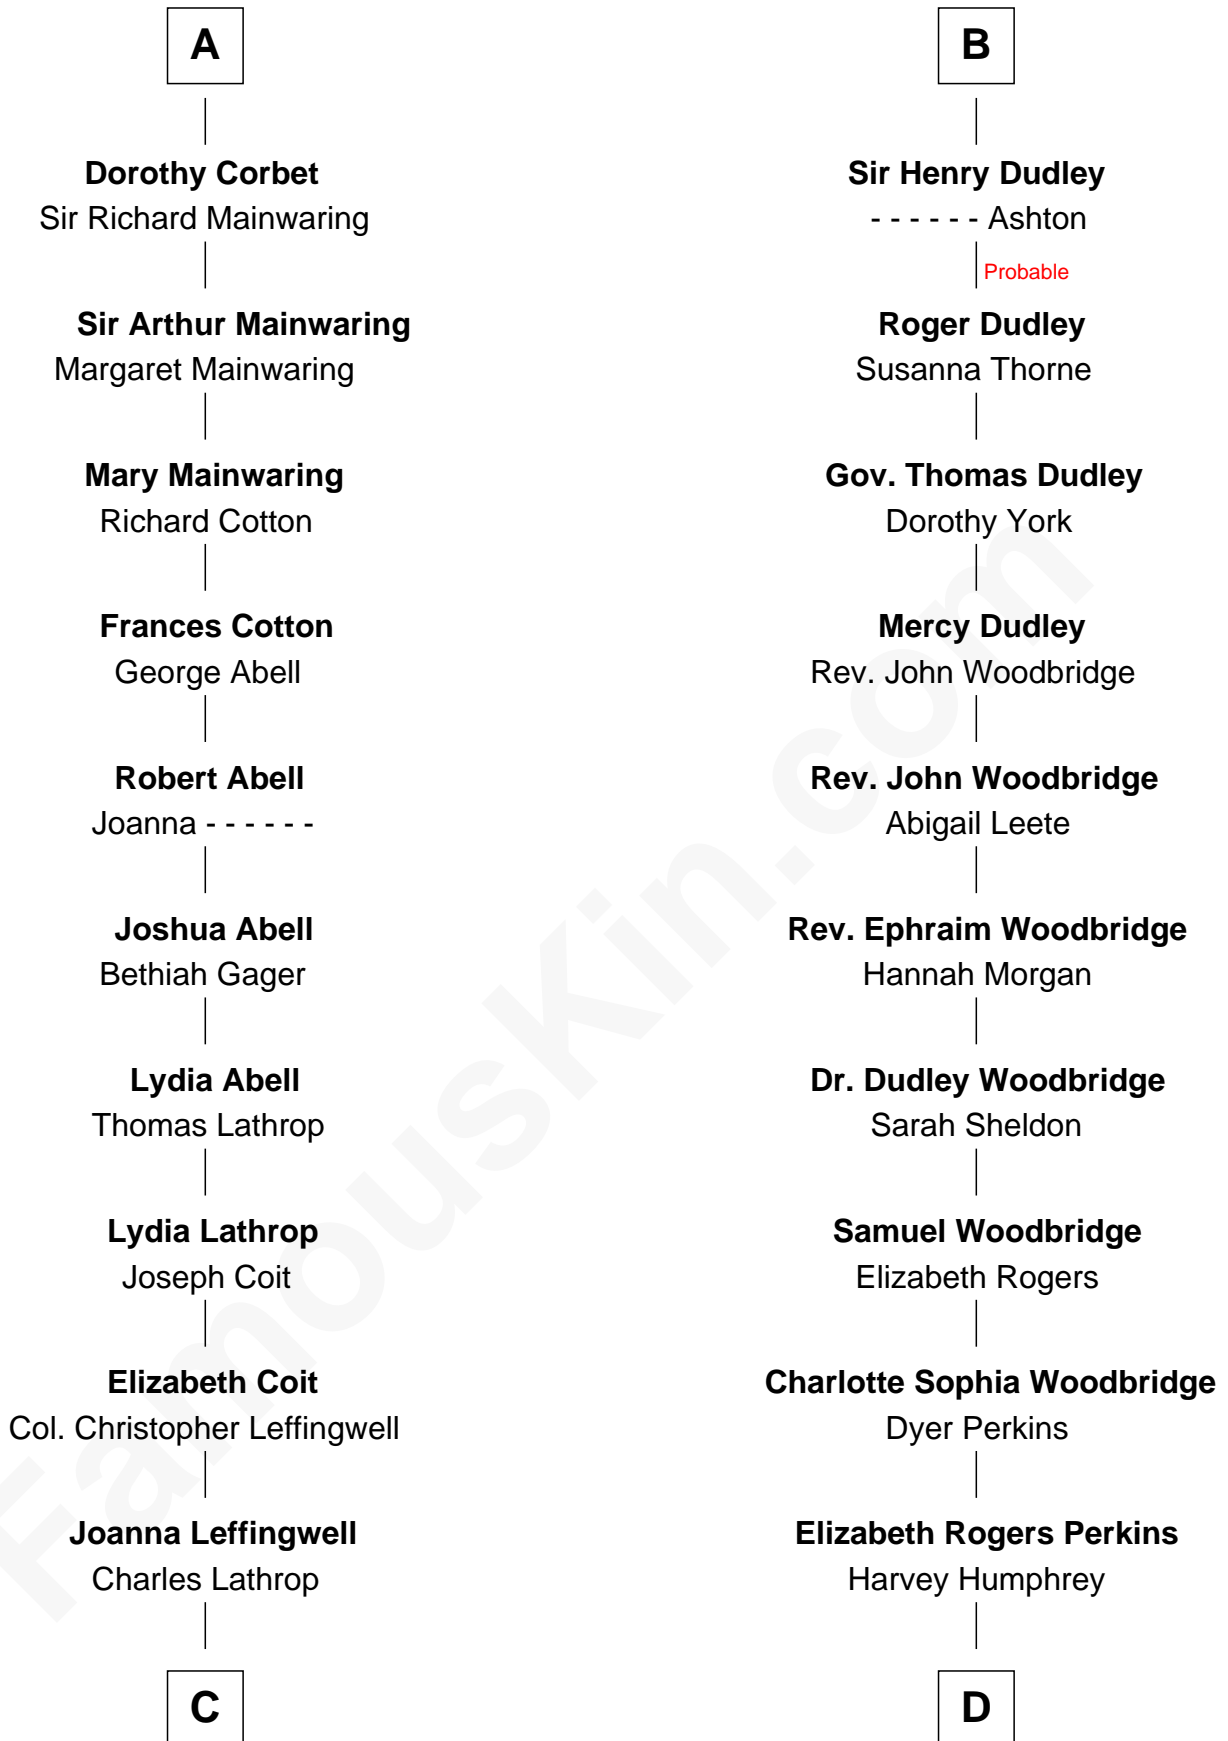 A
Dorothy Corbet
Sir Richard Mainwaring
Sir Arthur Mainwaring
Margaret Mainwaring
Mary Mainwaring
Richard Cotton
Frances Cotton
George Abell
Robert Abell
Joanna - - - - - -
Joshua Abell
Bethiah Gager
Lydia Abell
Thomas Lathrop
Lydia Lathrop
Joseph Coit
Elizabeth Coit
Col. Christopher Leffingwell
Joanna Leffingwell
Charles Lathrop
C
B
Sir Henry Dudley
- - - - - - Ashton
Probable
Roger Dudley
Susanna Thorne
Gov. Thomas Dudley
Dorothy York
Mercy Dudley
Rev. John Woodbridge
Rev. John Woodbridge
Abigail Leete
Rev. Ephraim Woodbridge
Hannah Morgan
Dr. Dudley Woodbridge
Sarah Sheldon
Samuel Woodbridge
Elizabeth Rogers
Charlotte Sophia Woodbridge
Dyer Perkins
Elizabeth Rogers Perkins
Harvey Humphrey
D
FamousKin.com